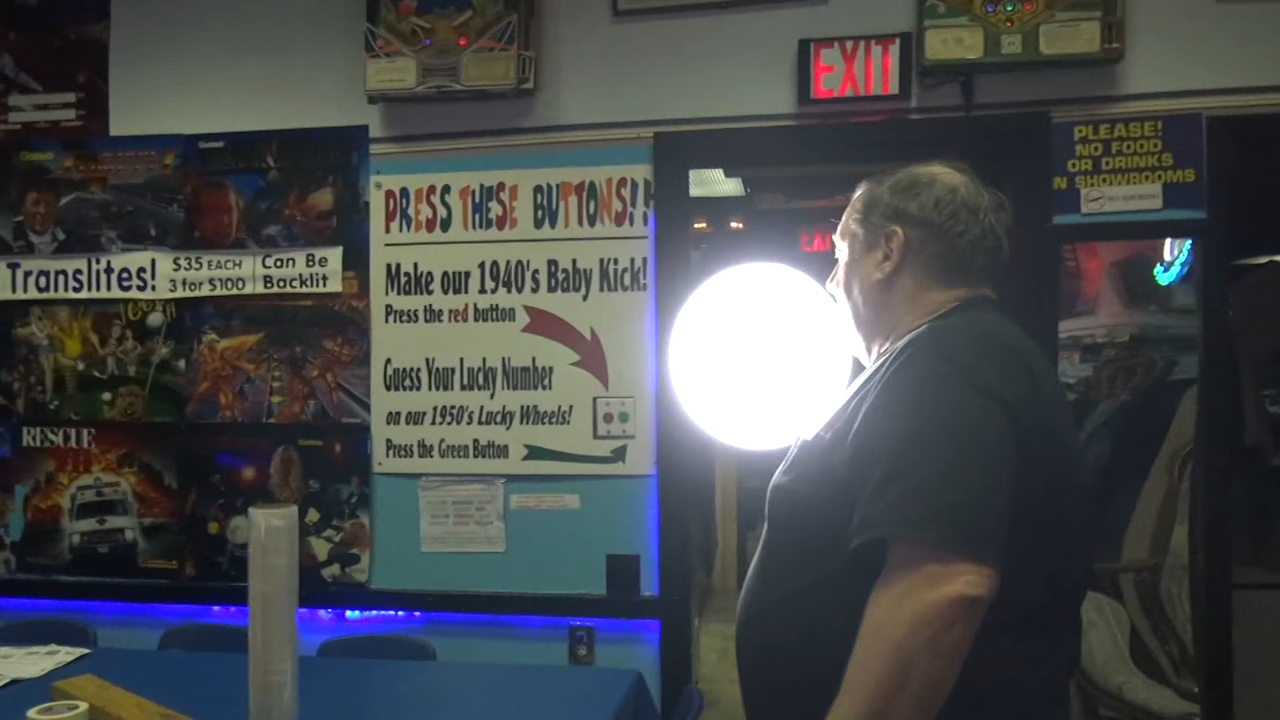 EXIT
PLEASE!
NO FOOD
OR DRINKS
N SHOWROOMS
PRESS THESE BUTTONS!!
Make our 1940's Baby Kick!
Press the red button
Guess Your Lucky Number
on our 1950's Lucky Wheels!
Press the Green Button
Translites!
$35 EACH
3 for $100
Can Be
Backlit
RESCUE